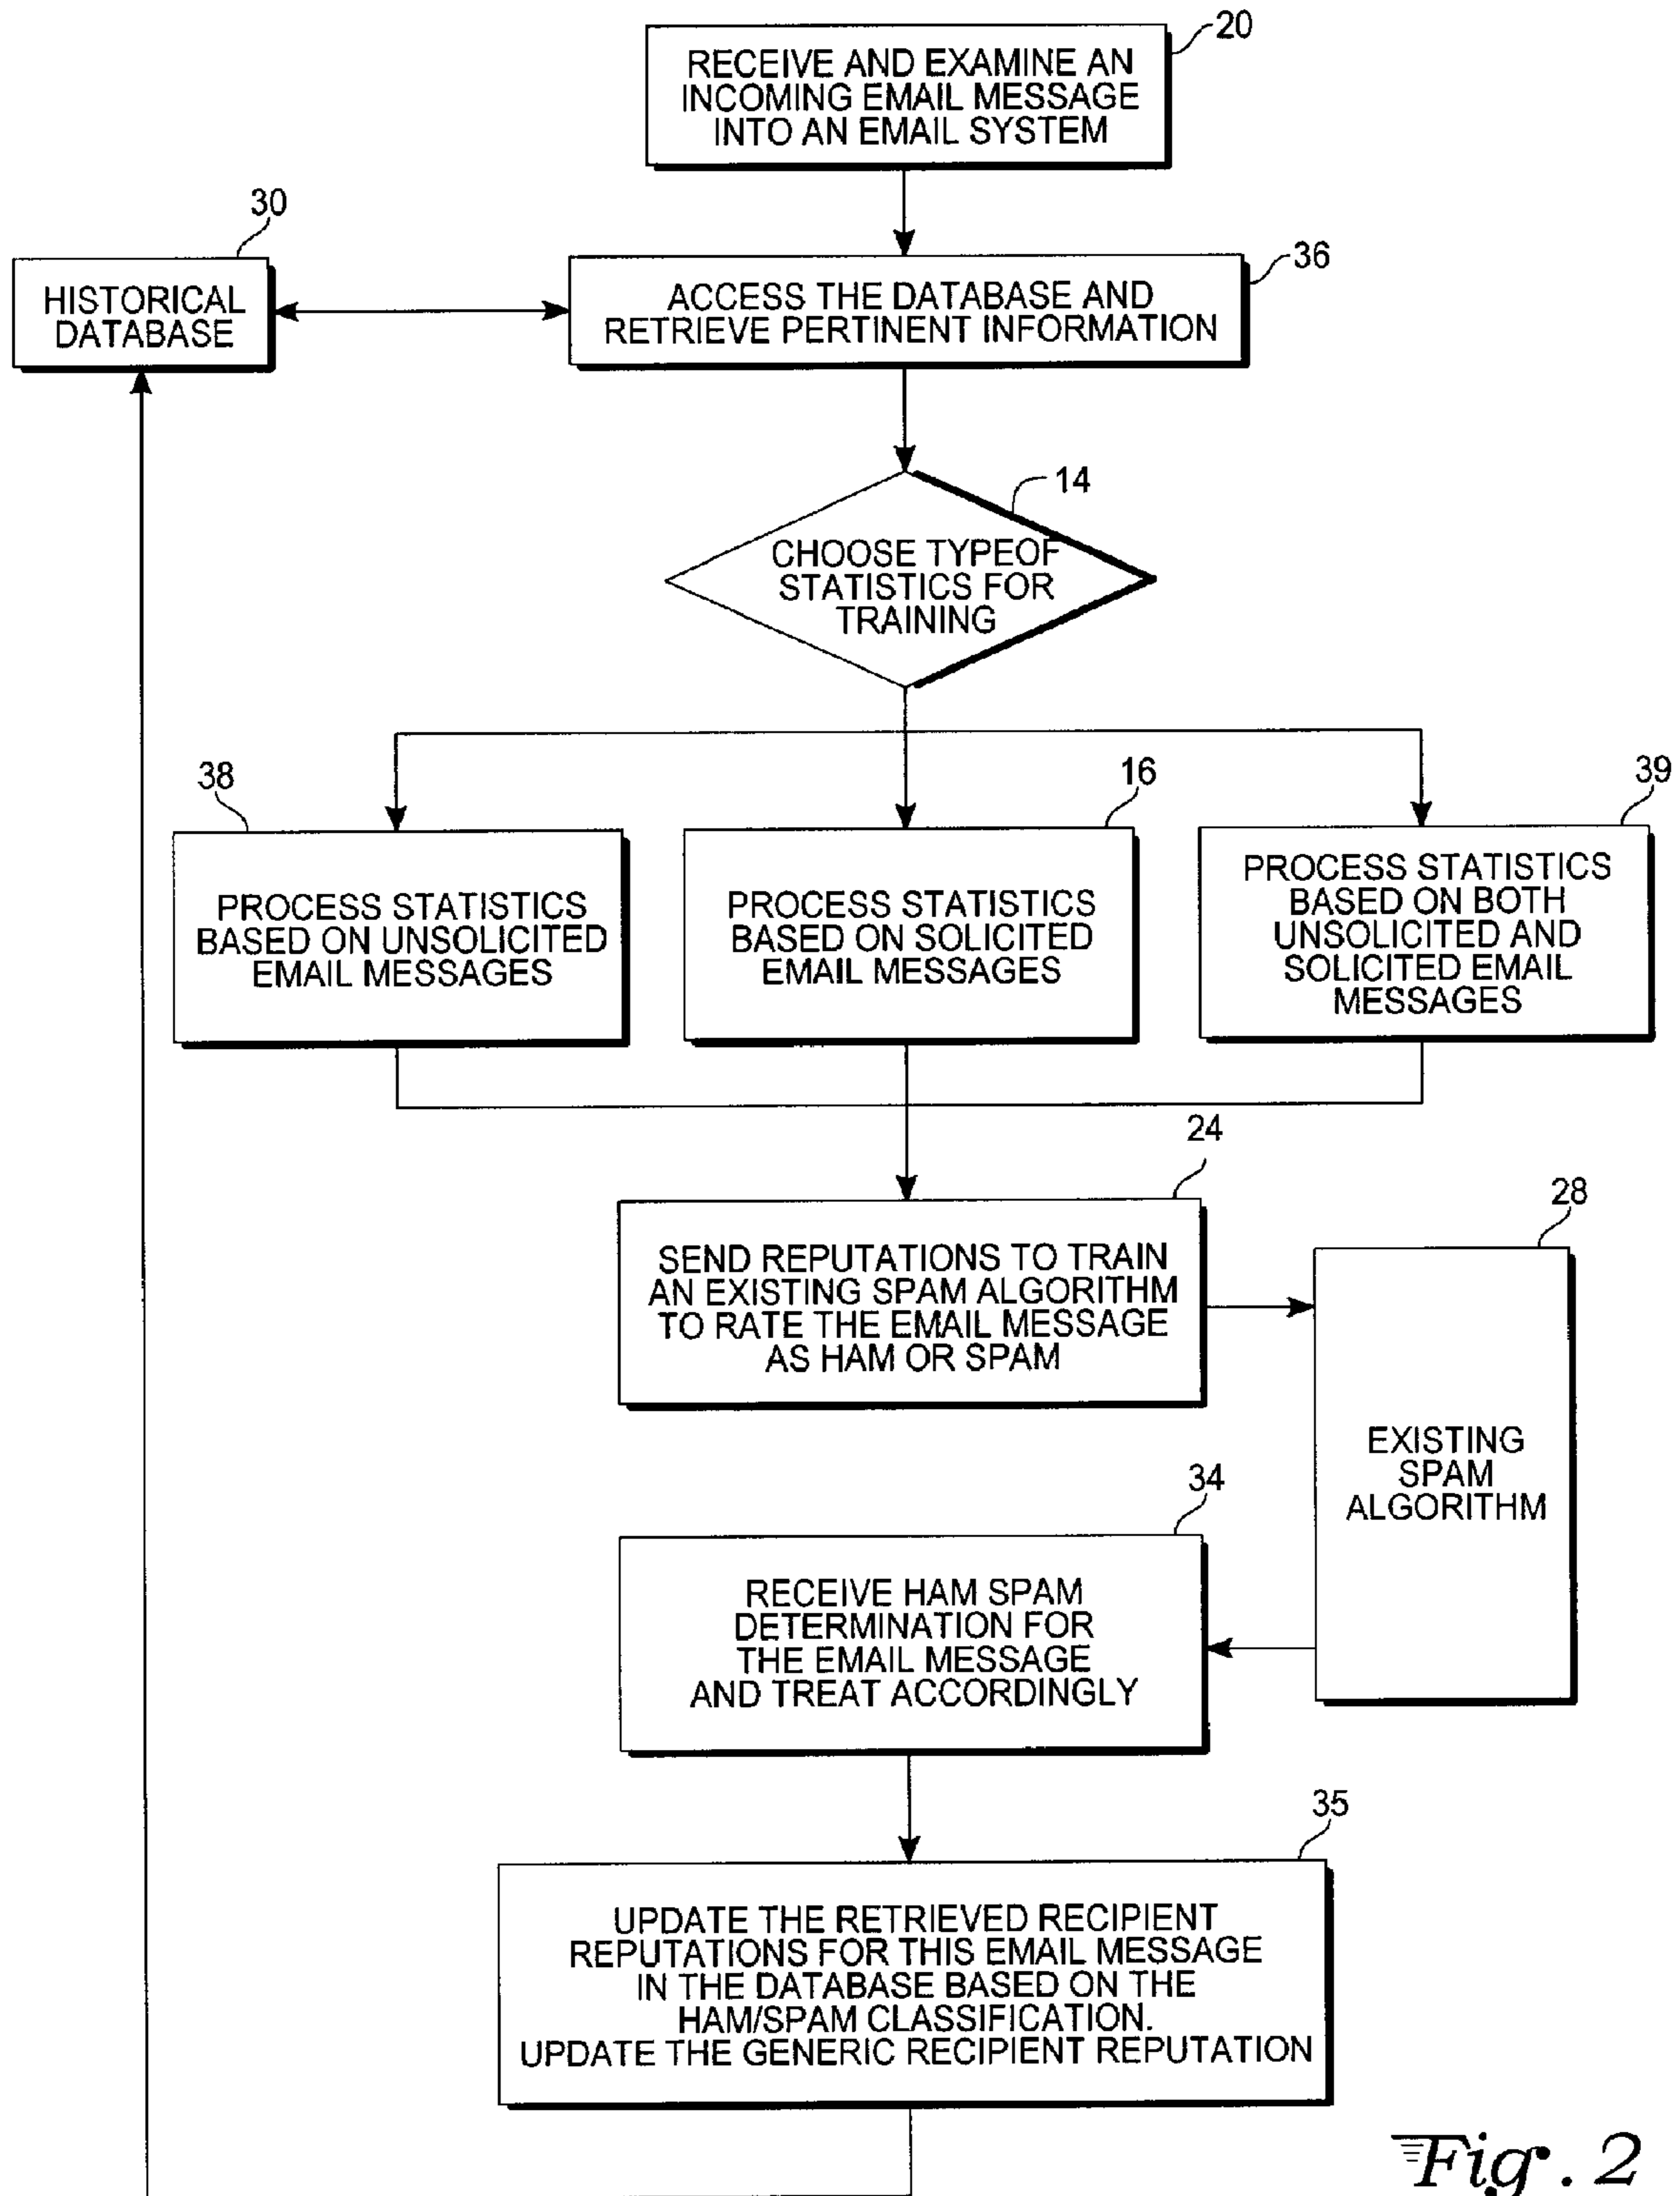 20
RECEIVE AND EXAMINE AN
INCOMING EMAIL MESSAGE
INTO AN EMAIL SYSTEM
30
HISTORICAL
DATABASE
36
ACCESS THE DATABASE AND
RETRIEVE PERTINENT INFORMATION
14
CHOOSE TYPEOF
STATISTICS FOR
TRAINING
38
PROCESS STATISTICS
BASED ON UNSOLICITED
EMAIL MESSAGES
16
PROCESS STATISTICS
BASED ON SOLICITED
EMAIL MESSAGES
39
PROCESS STATISTICS
BASED ON BOTH
UNSOLICITED AND
SOLICITED EMAIL
MESSAGES
24
SEND REPUTATIONS TO TRAIN
AN EXISTING SPAM ALGORITHM
TO RATE THE EMAIL MESSAGE
AS HAM OR SPAM
28
EXISTING
SPAM
ALGORITHM
34
RECEIVE HAM SPAM
DETERMINATION FOR
THE EMAIL MESSAGE
AND TREAT ACCORDINGLY
35
UPDATE THE RETRIEVED RECIPIENT
REPUTATIONS FOR THIS EMAIL MESSAGE
IN THE DATABASE BASED ON THE
HAM/SPAM CLASSIFICATION.
UPDATE THE GENERIC RECIPIENT REPUTATION
Fig. 2